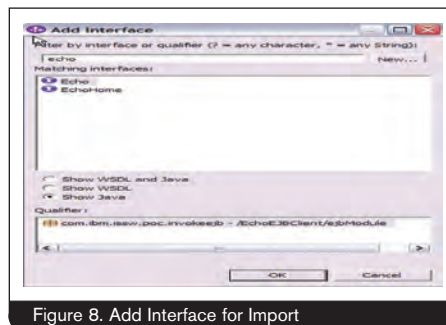 Add Interface
Filter by interface or qualifier (? = any character, * = any String):
echo
New...
Matching interfaces:
Echo
EchoHome
Show WSDL and Java
Show WSDL
Show Java
Qualifier:
com.ibm.issw.poc.invokeejb - /EchoEJBClient/ejbModule
OK
Cancel
Figure 8. Add Interface for Import